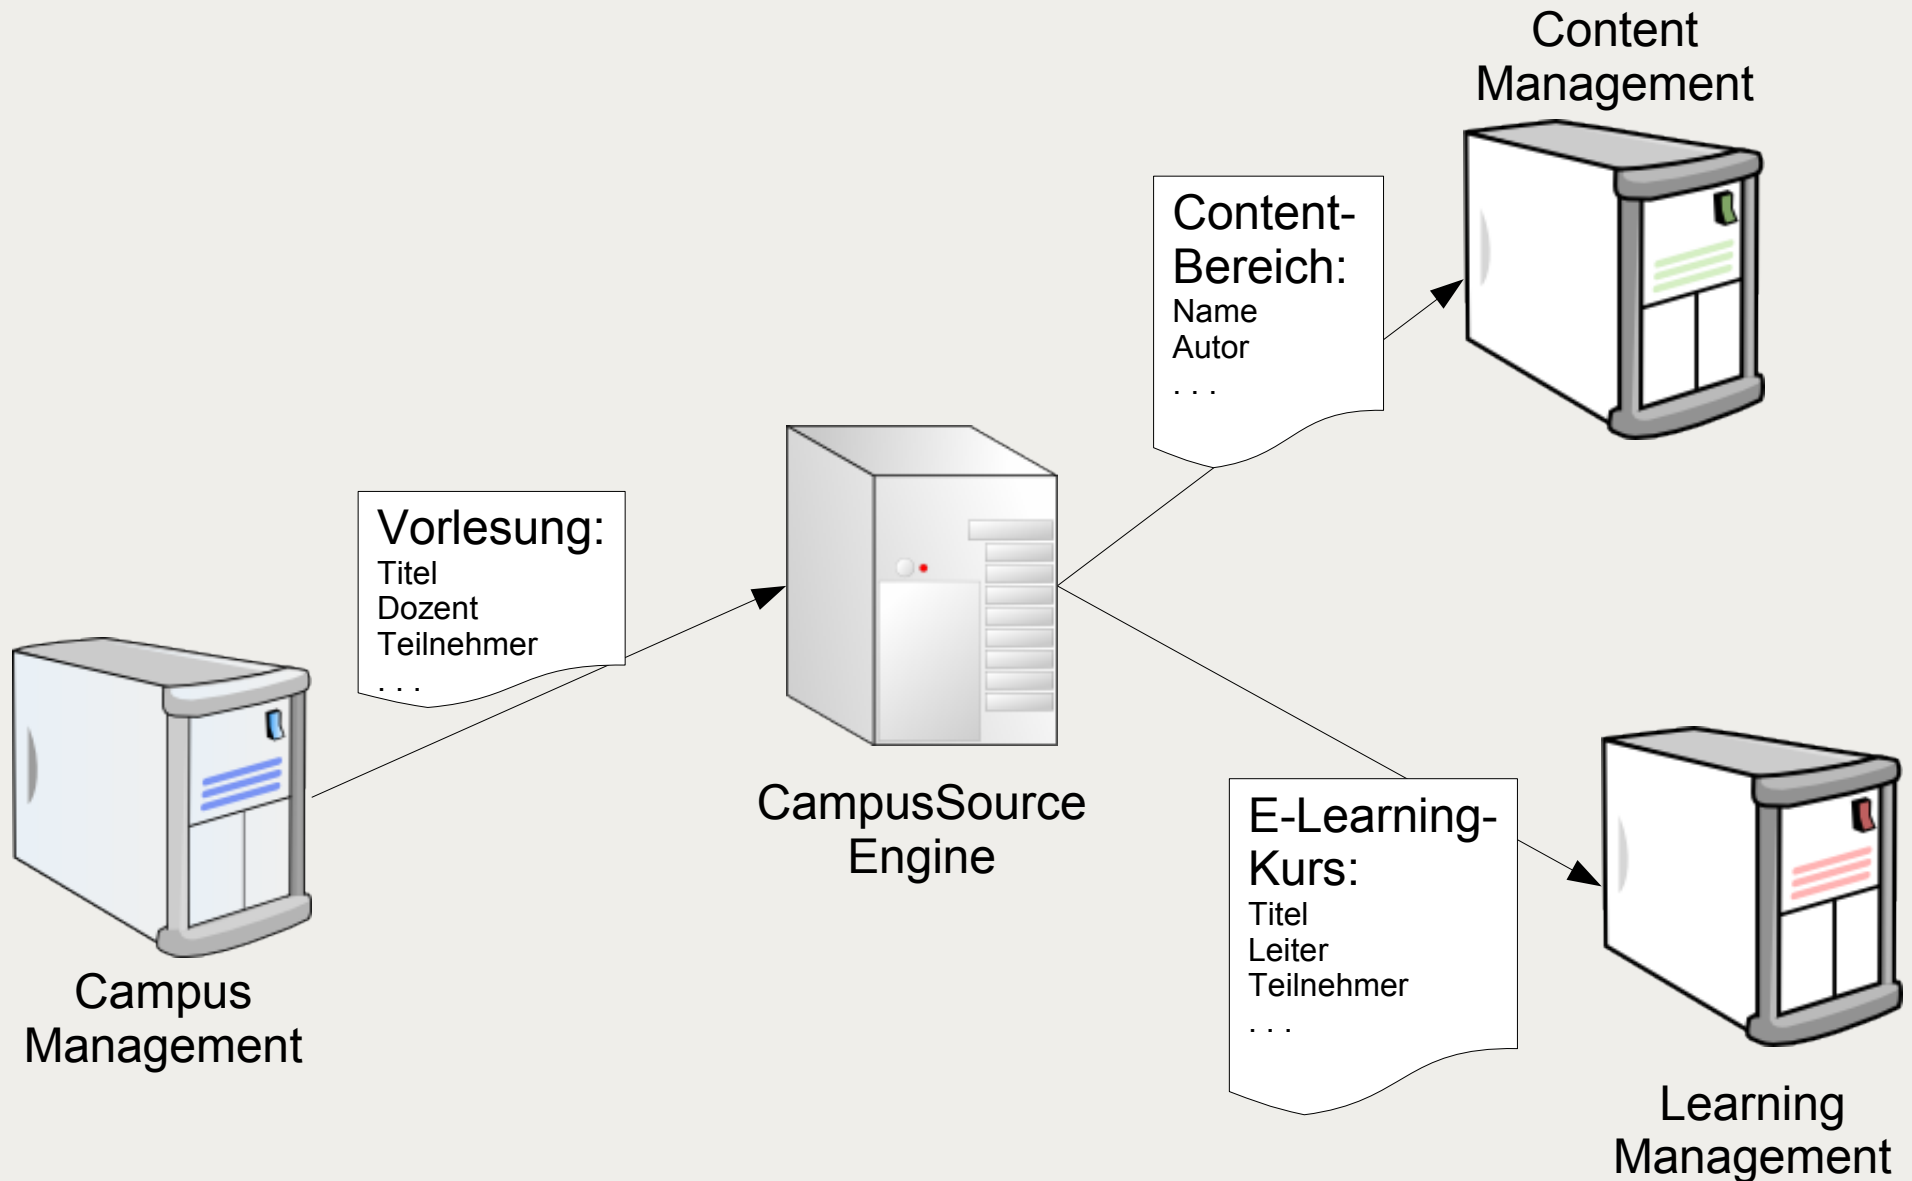 Content
Management
Content-
Bereich:
Name
Autor
. . .
Vorlesung:
Titel
Dozent
Teilnehmer
. . .
CampusSource
Engine
Campus
Management
E-Learning-
Kurs:
Titel
Leiter
Teilnehmer
. . .
Learning
Management